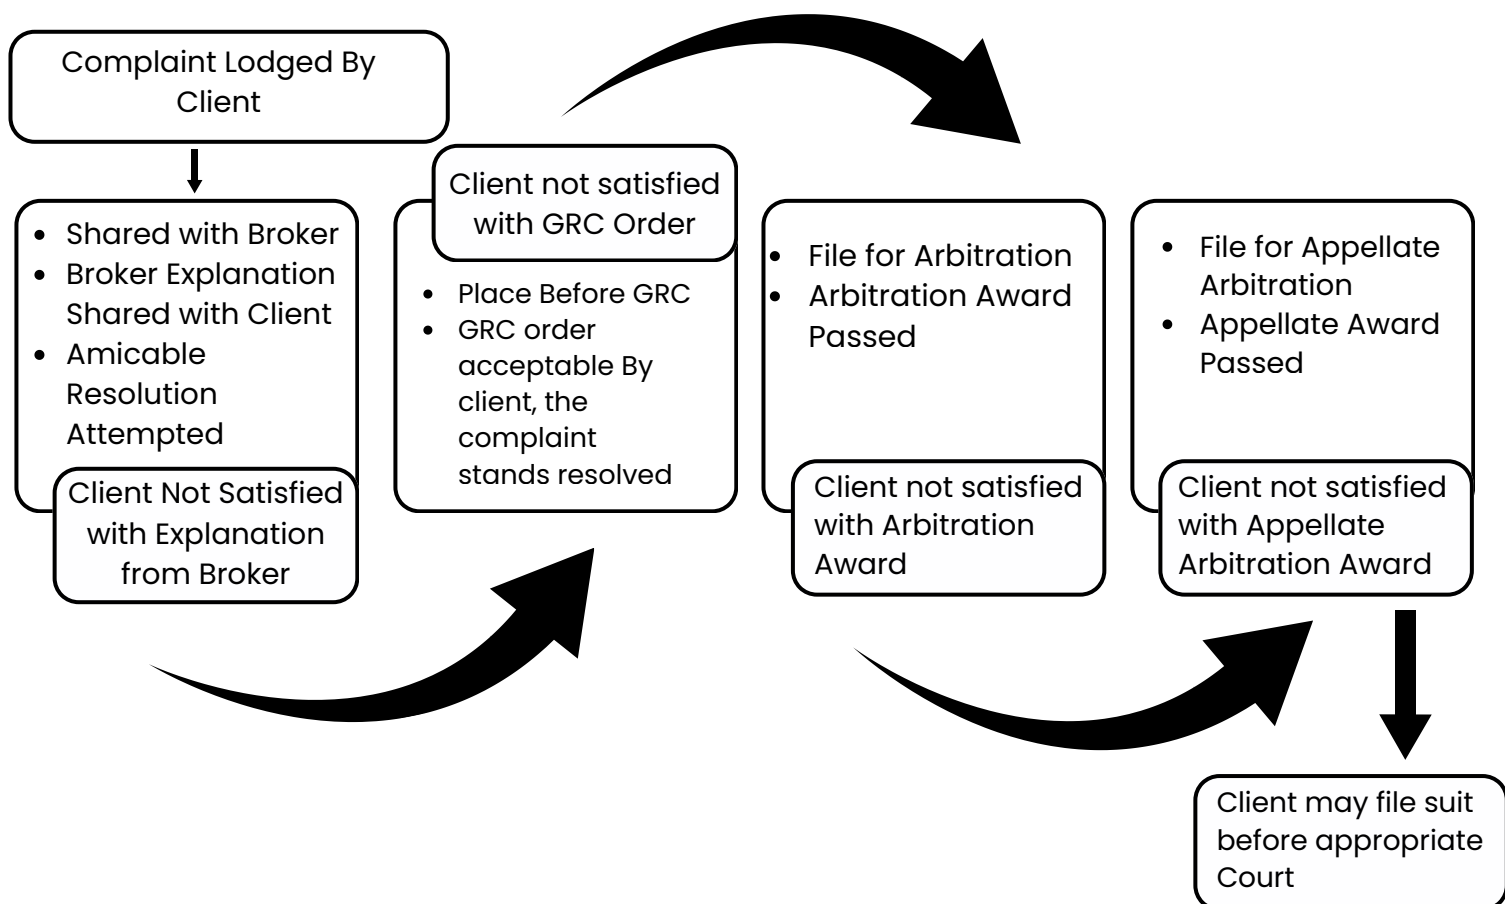 Complaint Lodged By
Client
• Shared with Broker
• Broker Explanation
Shared with Client
• Amicable
Resolution
Attempted
Client Not Satisfied
with Explanation
from Broker
Client not satisfied
with GRC Order
• Place Before GRC
• GRC order
acceptable By
client, the
complaint
stands resolved
• File for Arbitration
• Arbitration Award
Passed
Client not satisfied
with Arbitration
Award
• File for Appellate
Arbitration
• Appellate Award
Passed
Client not satisfied
with Appellate
Arbitration Award
Client may file suit
before appropriate
Court